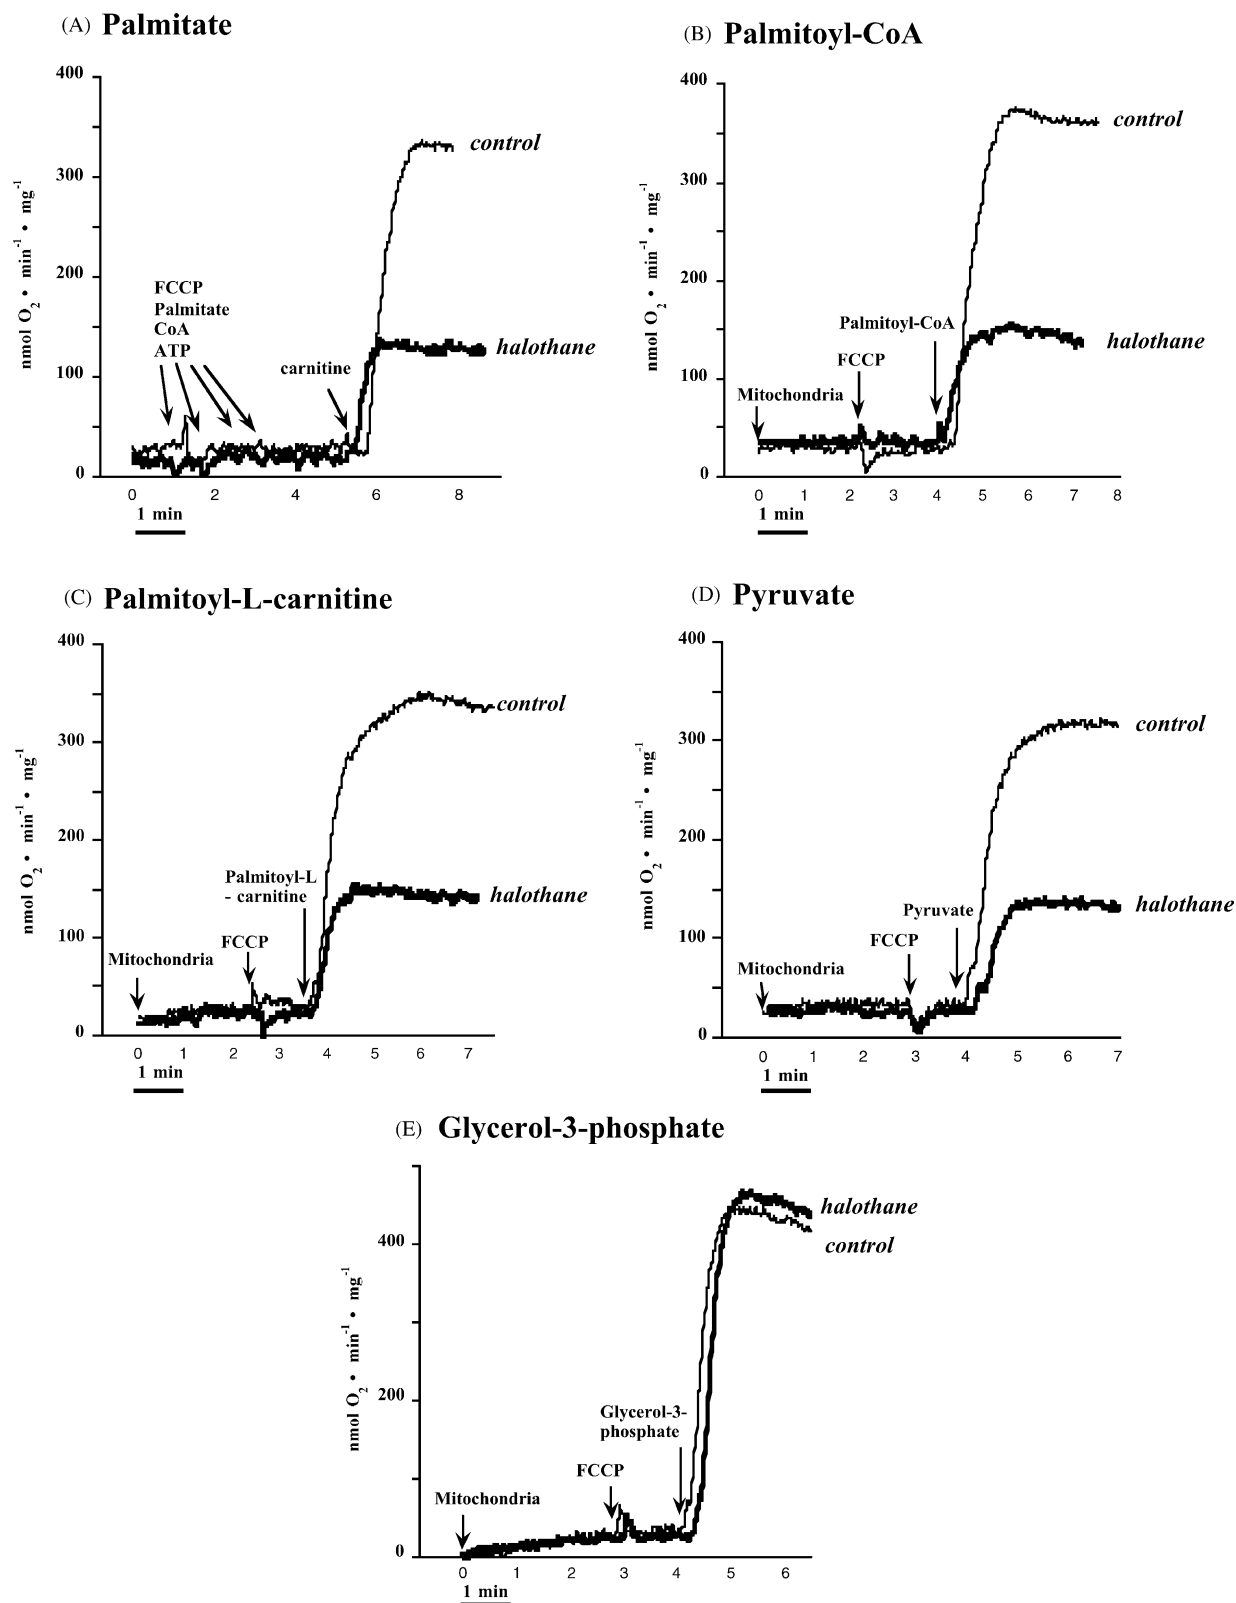 (A) Palmitate
400
300
200
100
0
nmol O2 • min-1 • mg-1
FCCP
Palmitate
CoA
ATP
carnitine
control
halothane
0 2 4 6 8
1 min
(B) Palmitoyl-CoA
400
300
200
100
0
nmol O2 • min-1 • mg-1
Mitochondria
FCCP
Palmitoyl-CoA
control
halothane
0 1 2 3 4 5 6 7 8
1 min
(C) Palmitoyl-L-carnitine
400
300
200
100
0
nmol O2 • min-1 • mg-1
Mitochondria
FCCP
Palmitoyl-L
- carnitine
control
halothane
0 1 2 3 4 5 6 7
1 min
(D) Pyruvate
400
300
200
100
0
nmol O2 • min-1 • mg-1
Mitochondria
FCCP
Pyruvate
control
halothane
0 1 2 3 4 5 6 7
1 min
(E) Glycerol-3-phosphate
400
200
0
nmol O2 • min-1 • mg-1
Mitochondria
FCCP
Glycerol-3-
phosphate
halothane
control
0 1 2 3 4 5 6
1 min